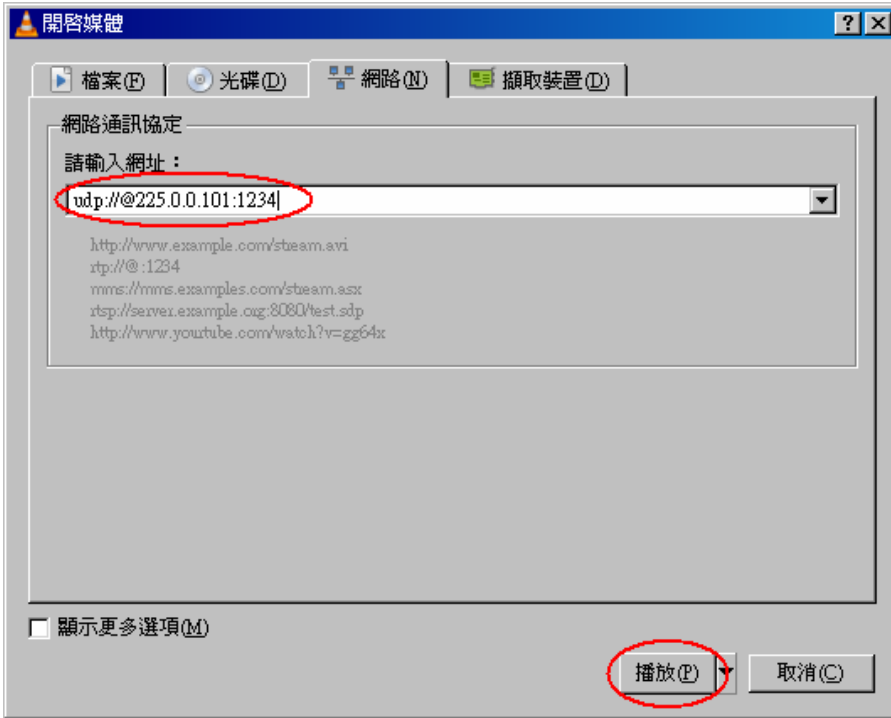 開啓媒體
檔案(F) 光碟(D) 網路(N) 擷取裝置(D)
網路通訊協定
請輸入網址：
udp://@225.0.0.101:1234
http://www.example.com/stream.avi
rtp://@:1234
mms://mms.examples.com/stream.asx
rtsp://server.example.org:8080/test.sdp
http://www.yourtube.com/watch?v=gg64x
顯示更多選項(M)
播放(P) 取消(C)